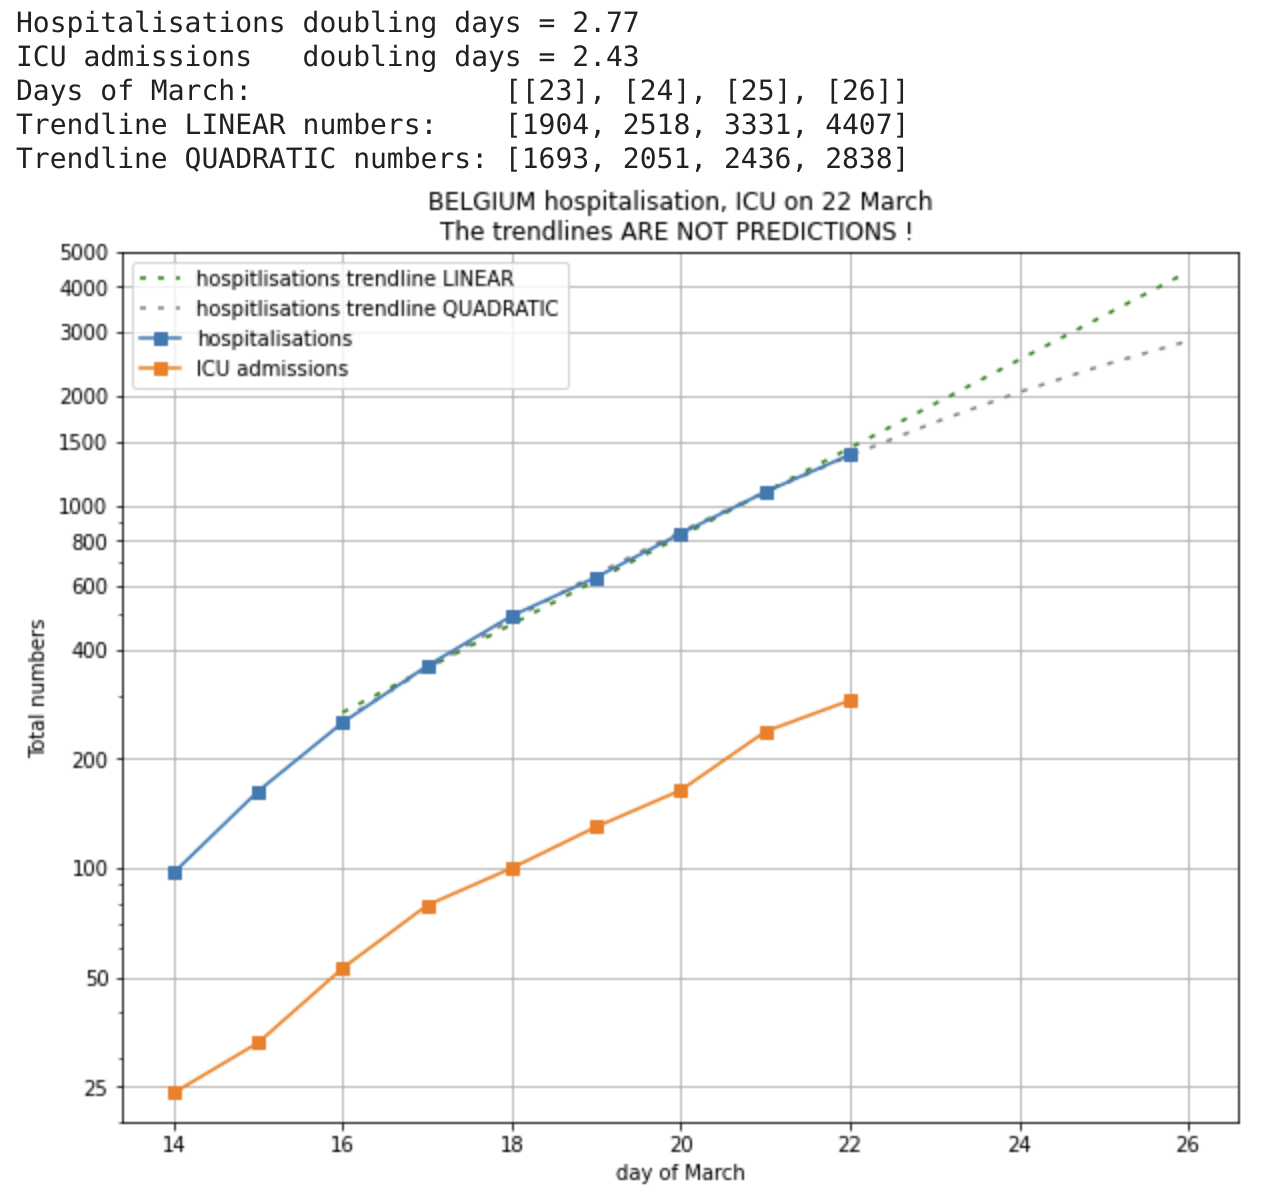 Hospitalisations doubling days = 2.77
ICU admissions   doubling days = 2.43
Days of March:               [[23], [24], [25], [26]]
Trendline LINEAR numbers:    [1904, 2518, 3331, 4407]
Trendline QUADRATIC numbers: [1693, 2051, 2436, 2838]
BELGIUM hospitalisation, ICU on 22 March
The trendlines ARE NOT PREDICTIONS !
hospitlisations trendline LINEAR
hospitlisations trendline QUADRATIC
hospitalisations
ICU admissions
Total numbers
5000
4000
3000
2000
1500
1000
800
600
400
200
100
50
25
14 16 18 20 22 24 26
day of March